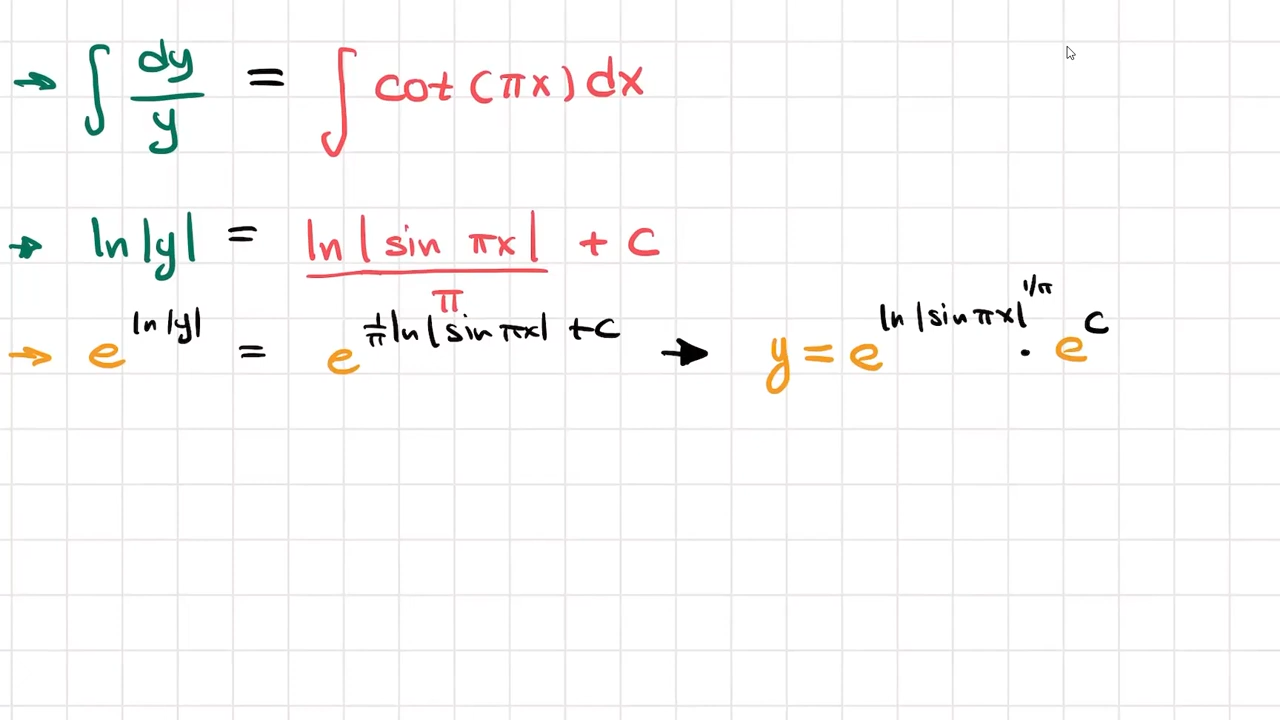 → ∫ dy/y = ∫ cot (πx) dx
→ ln |y| = ln | sin πx| / π + C
→ e^{ln |y|} = e^{1/π ln | sin πx| + C} → y = e^{ln |sin πx|^{1/π}} · e^{C}